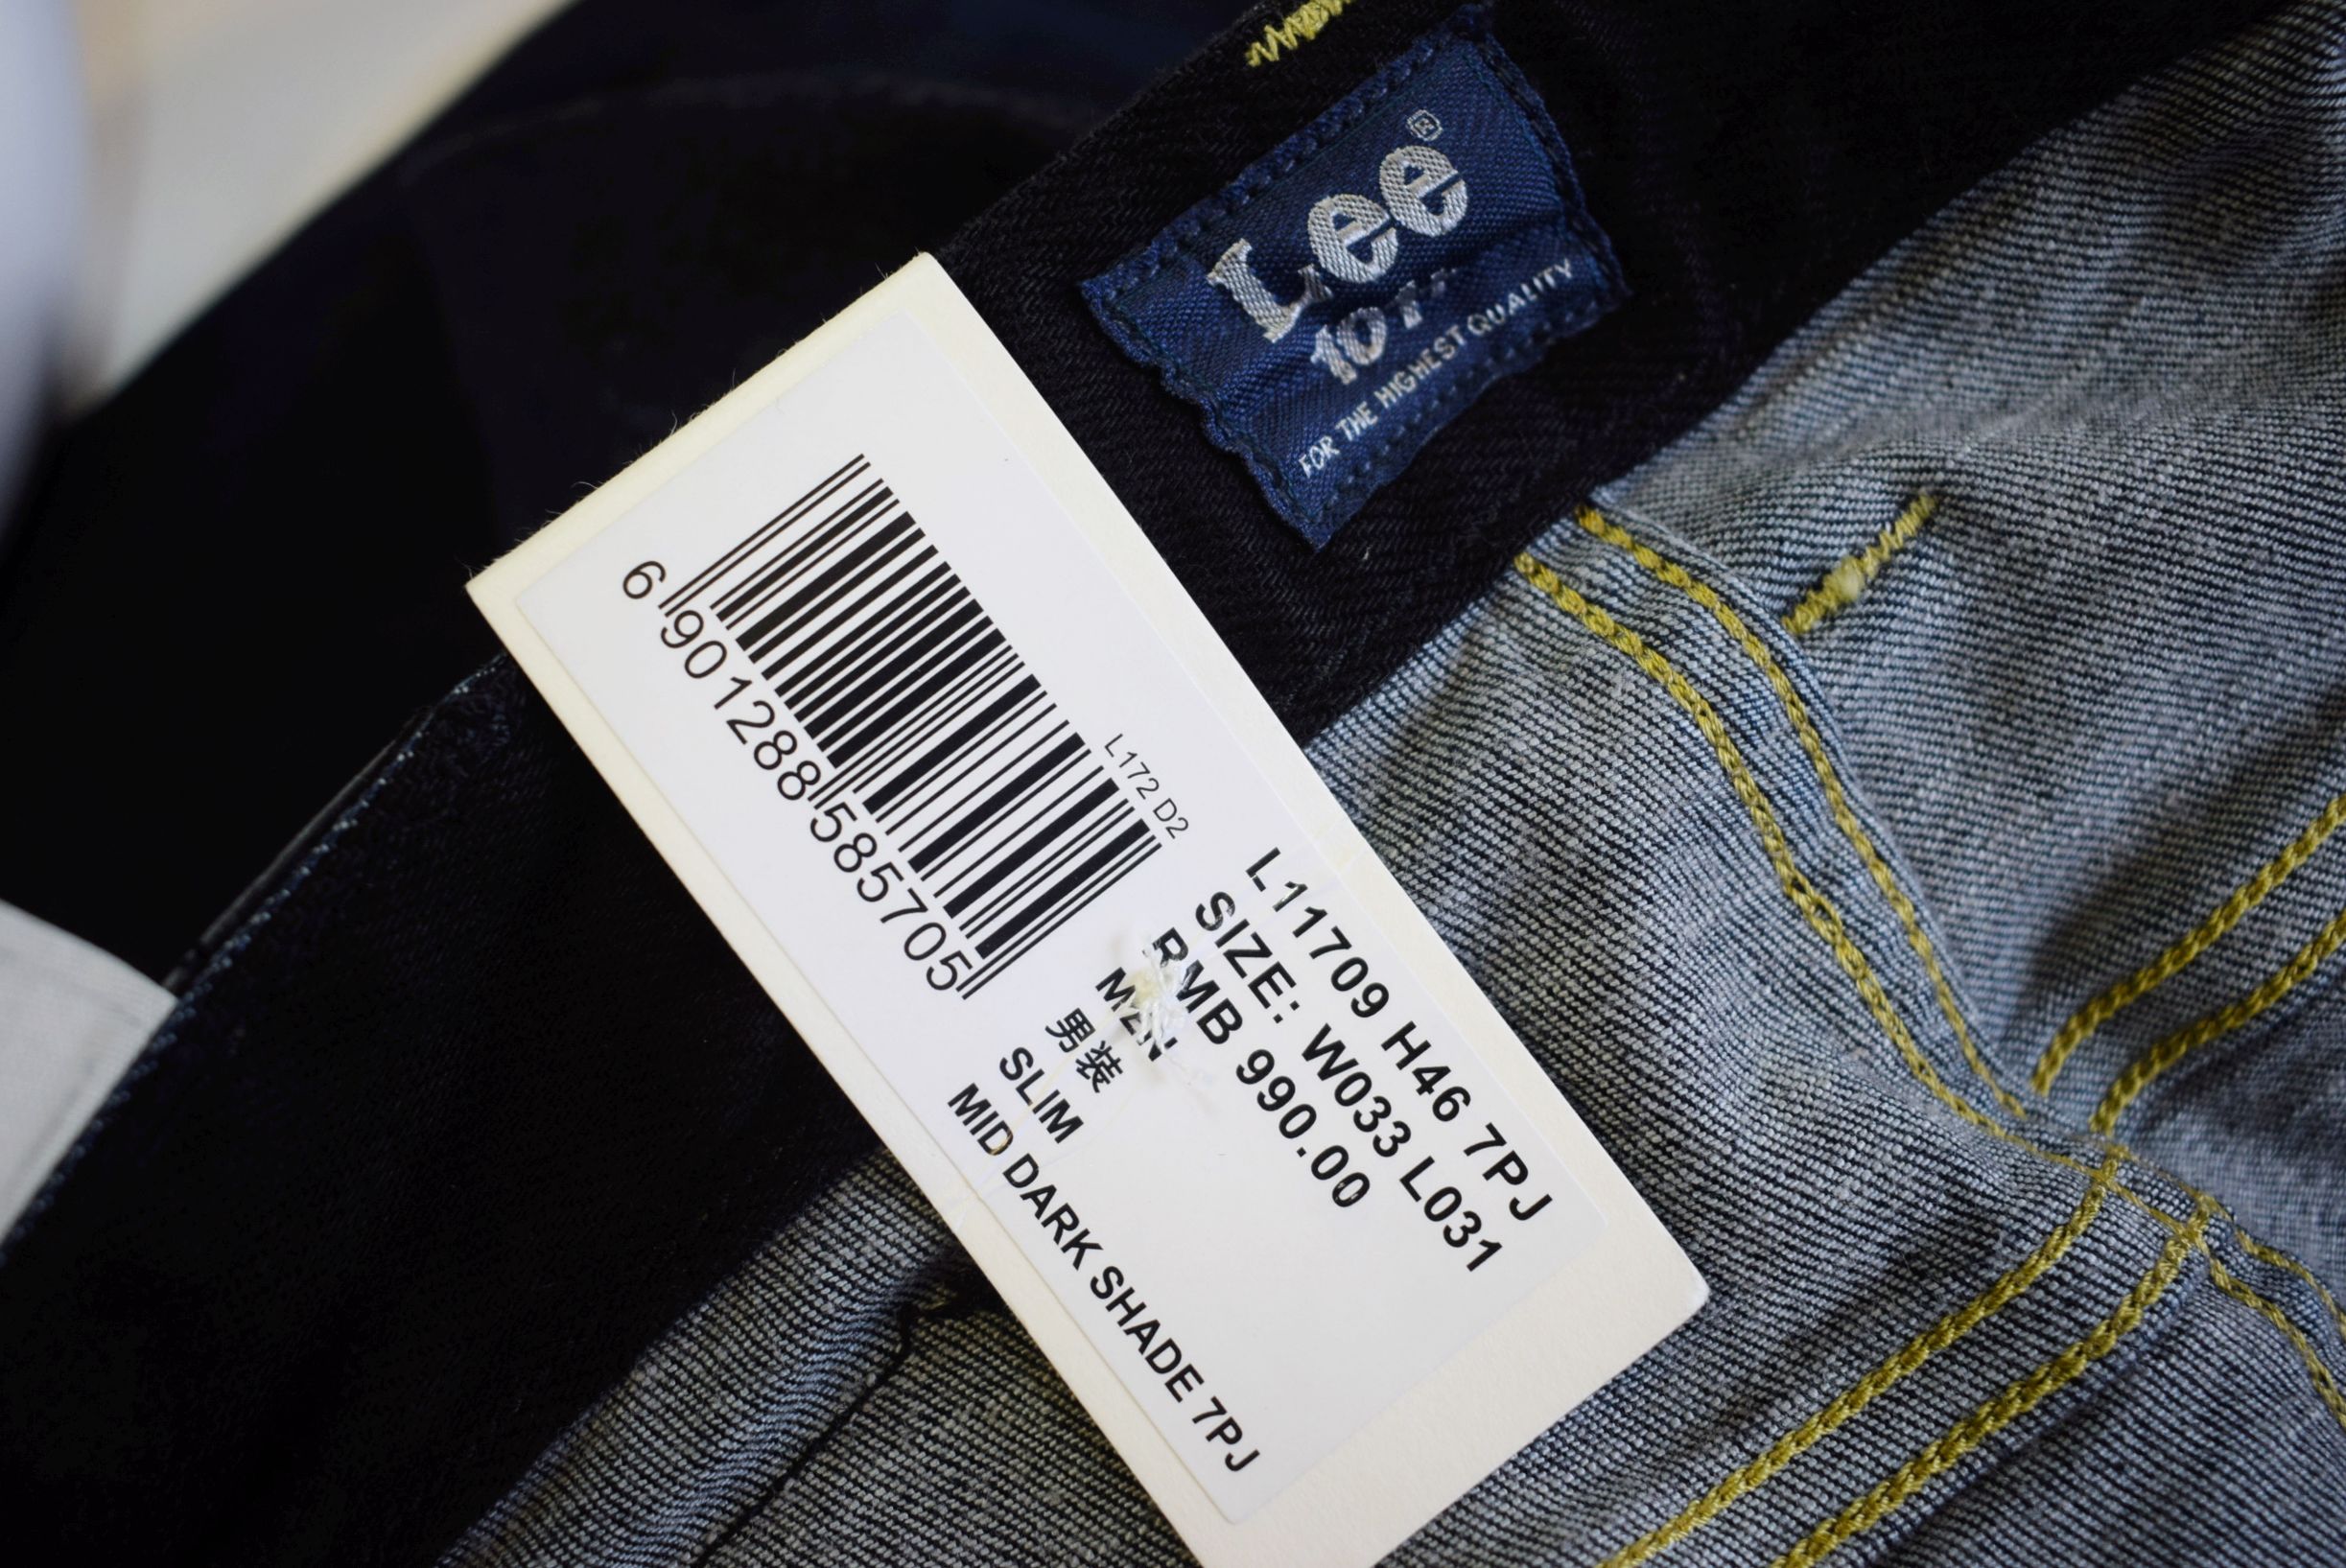 Lee®
101
FOR THE HIGHEST QUALITY
6 901288 585705
L172 D2
L11709 H46 7PJ
SIZE: W033 L031
RMB 990.00
MEN
男装
SLIM
MID DARK SHADE 7PJ